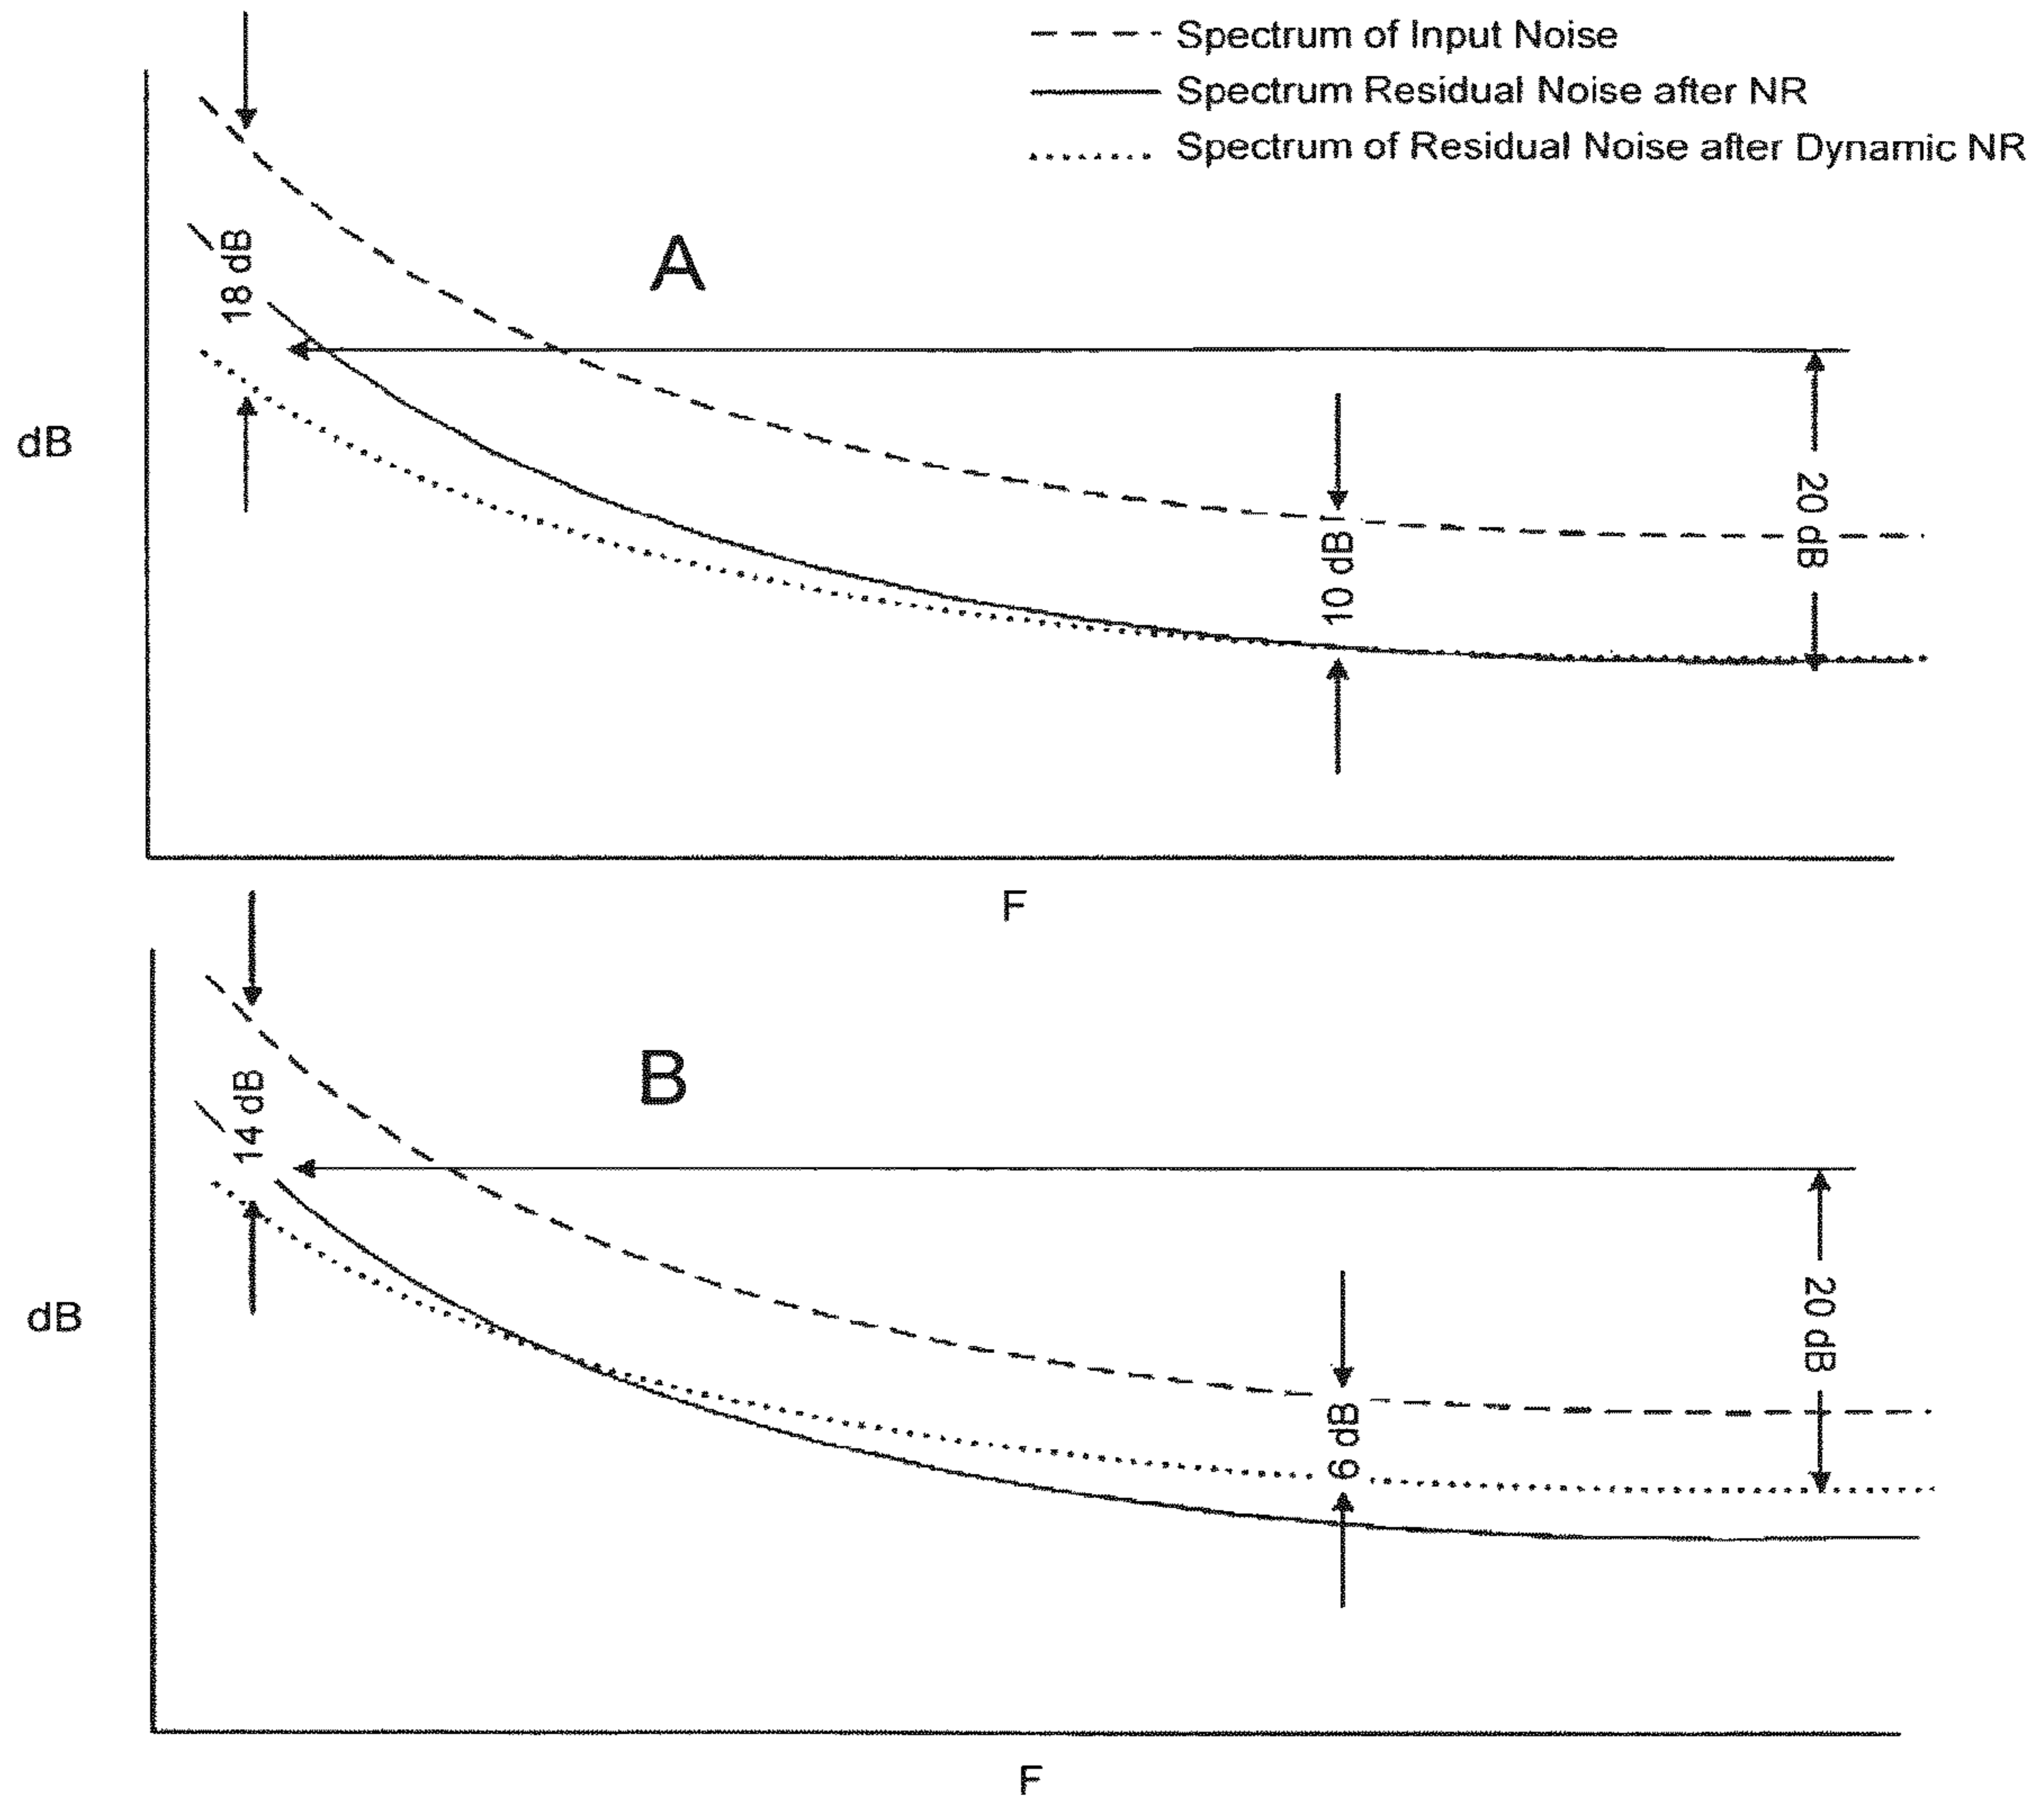 Spectrum of Input Noise
Spectrum Residual Noise after NR
Spectrum of Residual Noise after Dynamic NR
A
18 dB
dB
10 dB
20 dB
F
B
14 dB
dB
6 dB
20 dB
F